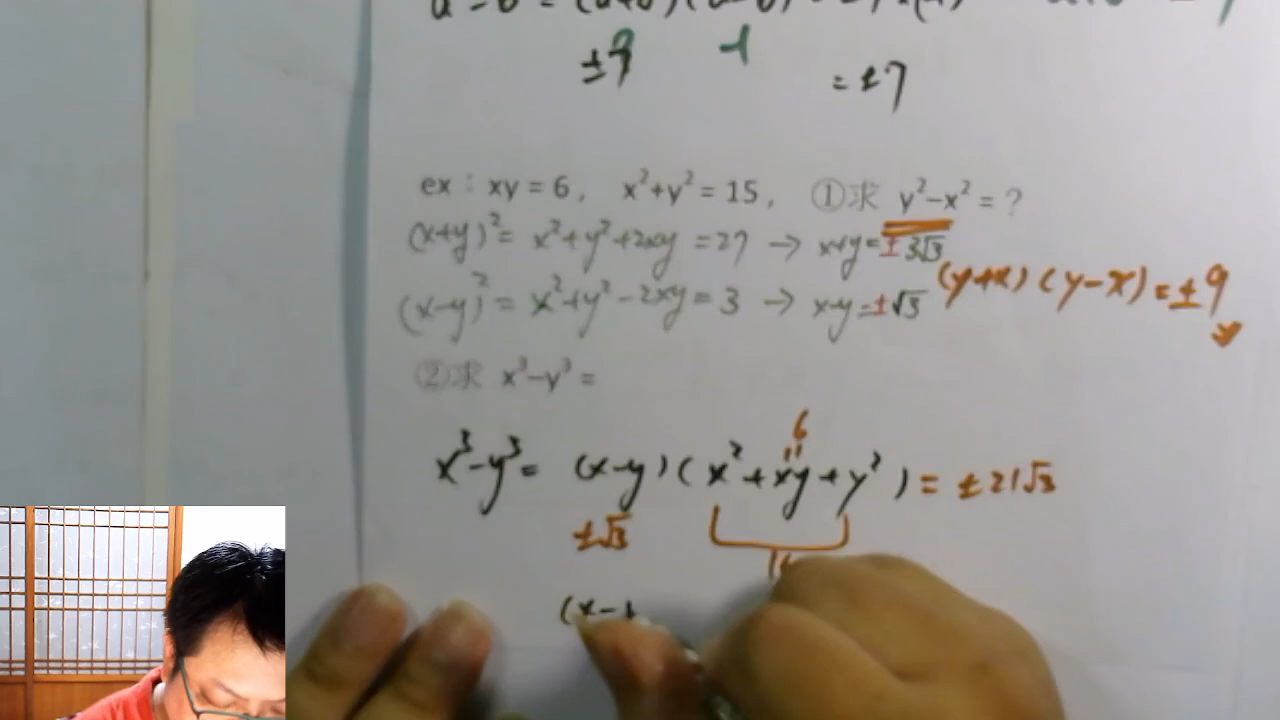 ±9 -1
= ±7
ex：xy = 6， x²+y² = 15， ①求 y²-x² = ?
(x+y)² = x²+y²+2xy = 27 → x+y = ±3√3
(y+x)(y-x) = ±9
(x-y)² = x²+y²-2xy = 3 → x-y = ±√3
②求 x³-y³ =
6
x³-y³ = (x-y)(x²+xy+y²) = ±21√3
±√3
(x-